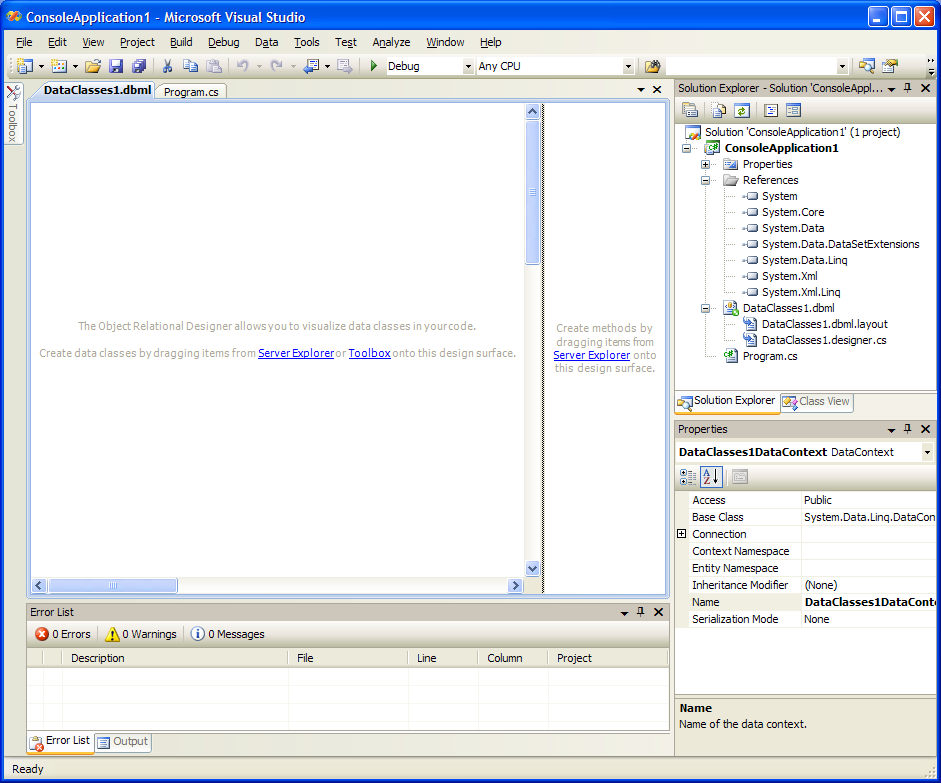 ConsoleApplication1 - Microsoft Visual Studio
File Edit View Project Build Debug Data Tools Test Analyze Window Help
Debug Any CPU
Toolbox
DataClasses1.dbml Program.cs
The Object Relational Designer allows you to visualize data classes in your code.
Create data classes by dragging items from Server Explorer or Toolbox onto this design surface.
Create methods by
dragging items from
Server Explorer onto
this design surface.
Error List
0 Errors 0 Warnings 0 Messages
Description File Line Column Project
Error List Output
Solution Explorer - Solution 'ConsoleAppl...
Solution 'ConsoleApplication1' (1 project)
ConsoleApplication1
Properties
References
System
System.Core
System.Data
System.Data.DataSetExtensions
System.Data.Linq
System.Xml
System.Xml.Linq
DataClasses1.dbml
DataClasses1.dbml.layout
DataClasses1.designer.cs
Program.cs
Solution Explorer Class View
Properties
DataClasses1DataContext DataContext
Access Public
Base Class System.Data.Linq.DataCon
Connection
Context Namespace
Entity Namespace
Inheritance Modifier (None)
Name DataClasses1DataConte
Serialization Mode None
Name
Name of the data context.
Ready